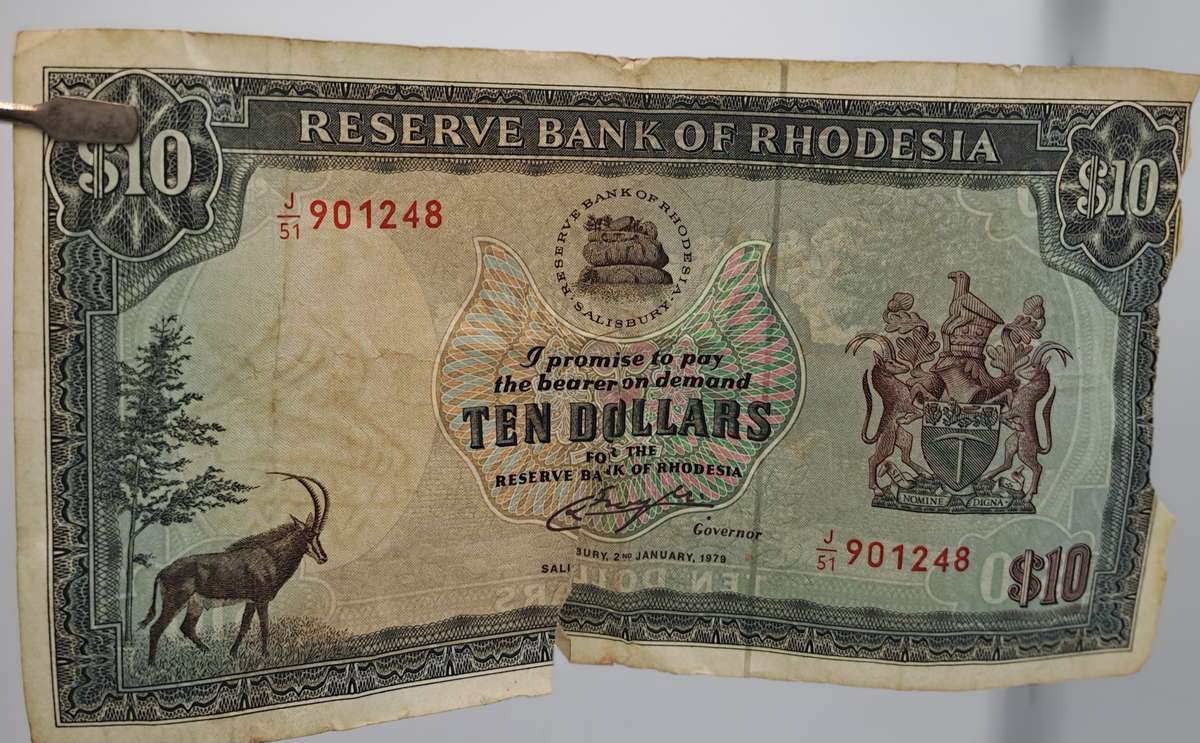 RESERVE BANK OF RHODESIA
$10
$10
J/51 901248
RESERVE BANK OF RHODESIA · SALISBURY ·
I promise to pay
the bearer on demand
TEN DOLLARS
FOR THE
RESERVE BANK OF RHODESIA
Governor
SALI BURY, 2ND JANUARY, 1979
NOMINE DIGNA
J/51 901248
$10